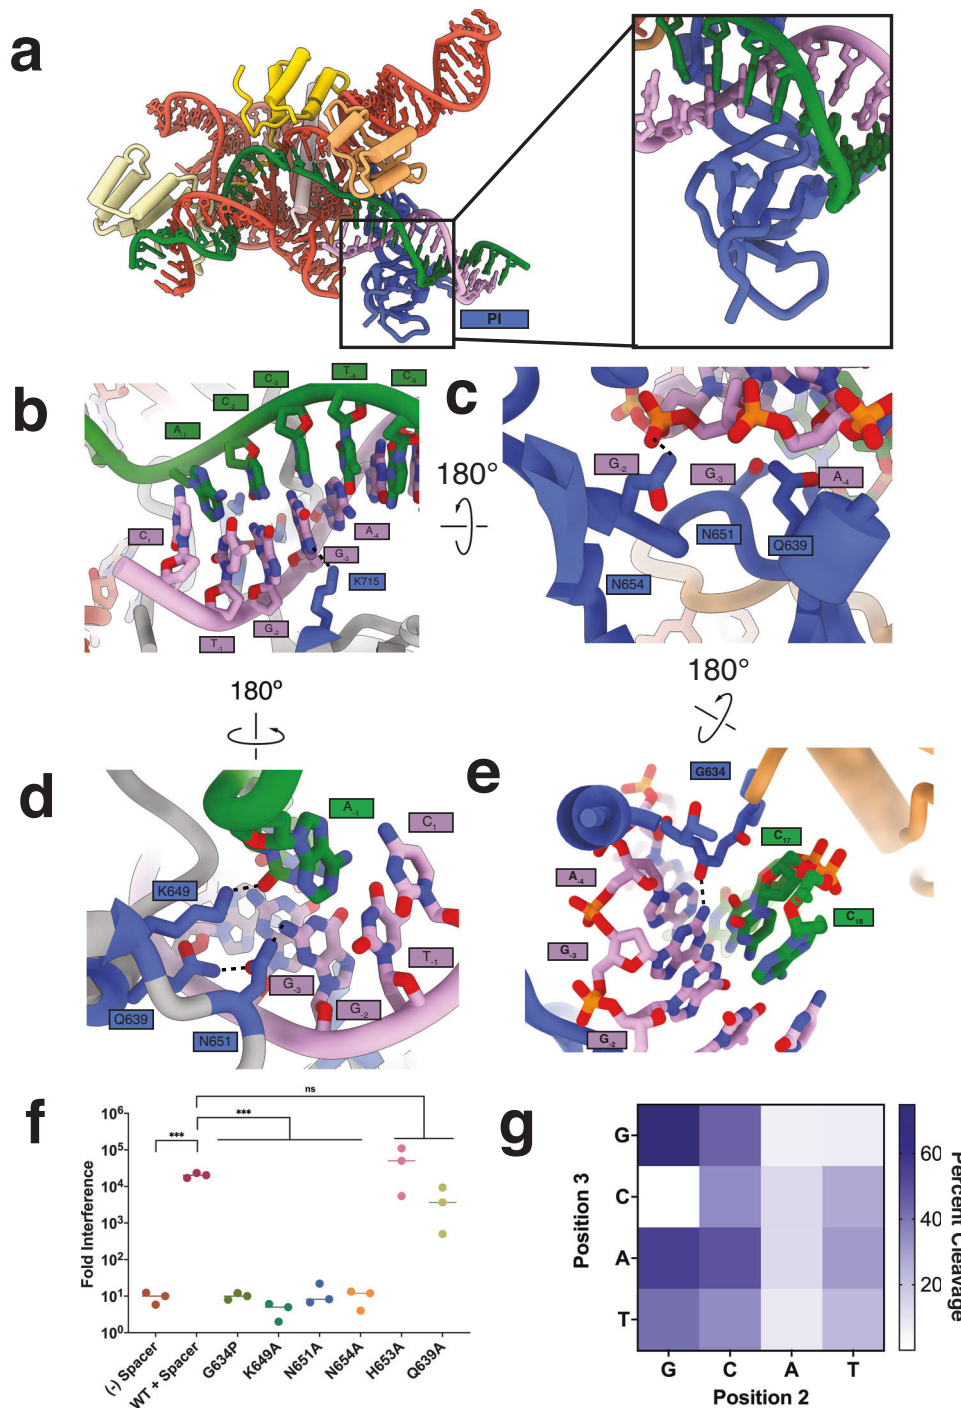 a
PI
b
C-3
T-4
C-5
C-2
A-1
C1
A-4
G-3
K715
G-2
T-1
180°
c
G-2
G-3
A-4
N651
Q639
N654
180º
180°
d
A-1
C1
K649
T-1
G-3
G-2
Q639
N651
e
G634
C17
A-4
C18
G-3
G-2
f
ns
***
***
Fold Interference
10^6
10^5
10^4
10^3
10^2
10^1
10^0
(-) Spacer
WT + Spacer
G634P
K649A
N651A
N654A
H653A
Q639A
g
Position 3
G
C
A
T
G C A T
Position 2
60
40
20
Percent Cleavage